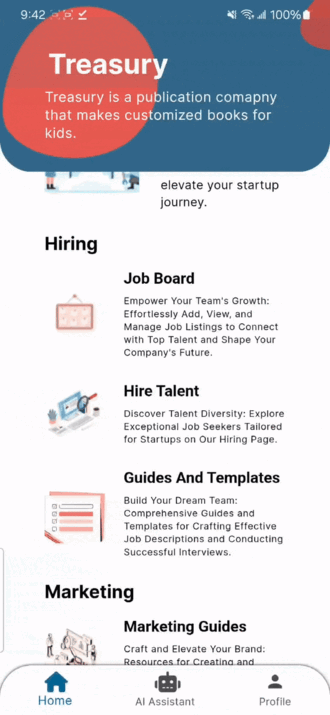 9:42 100%
Treasury
Treasury is a publication comapny
that makes customized books for
kids.
elevate your startup
journey.
Hiring
Job Board
Empower Your Team's Growth:
Effortlessly Add, View, and
Manage Job Listings to Connect
with Top Talent and Shape Your
Company's Future.
Hire Talent
Discover Talent Diversity: Explore
Exceptional Job Seekers Tailored
for Startups on Our Hiring Page.
Guides And Templates
Build Your Dream Team:
Comprehensive Guides and
Templates for Crafting Effective
Job Descriptions and Conducting
Successful Interviews.
Marketing
Marketing Guides
Craft and Elevate Your Brand:
Resources for Creating and
Home
AI Assistant
Profile